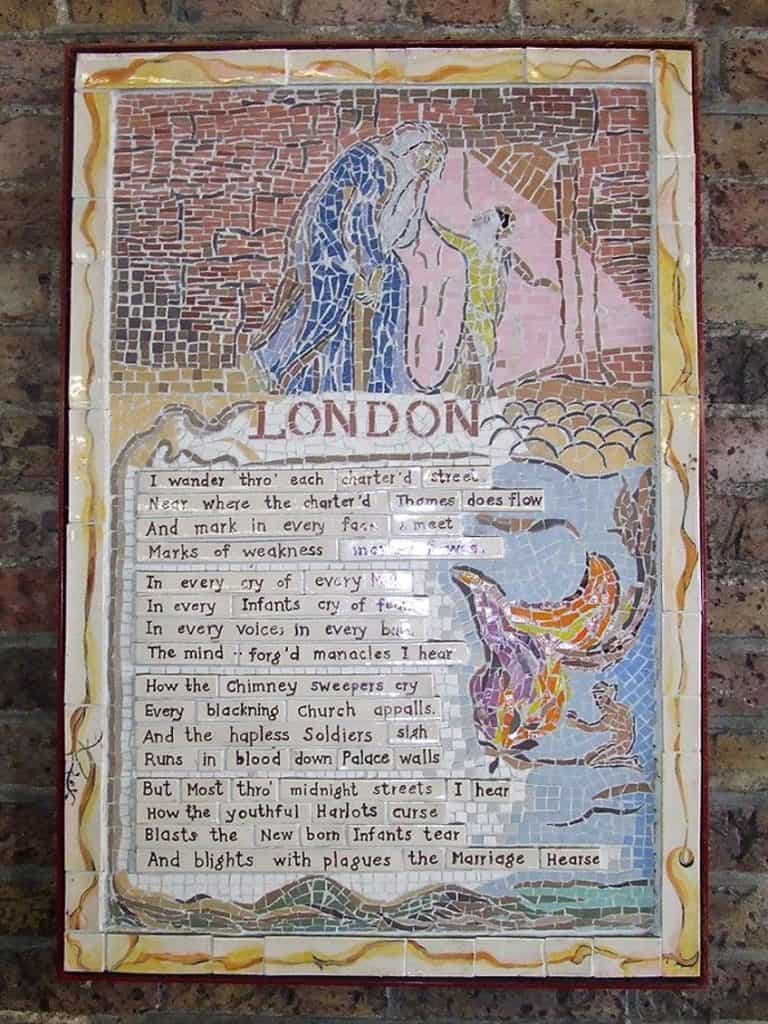 LONDON
I wander thro' each charter'd street
Near where the charter'd Thames does flow
And mark in every face I meet
Marks of weakness marks of woe.
In every cry of every
In every Infants cry of
In every voice, in every
The mind-forg'd manacles I hear
How the Chimney sweepers cry
Every blackning Church appalls.
And the hapless Soldiers sigh
Runs in blood down Palace walls
But Most thro' midnight streets I hear
How the youthful Harlots curse
Blasts the New born Infants tear
And blights with plagues the Marriage Hearse